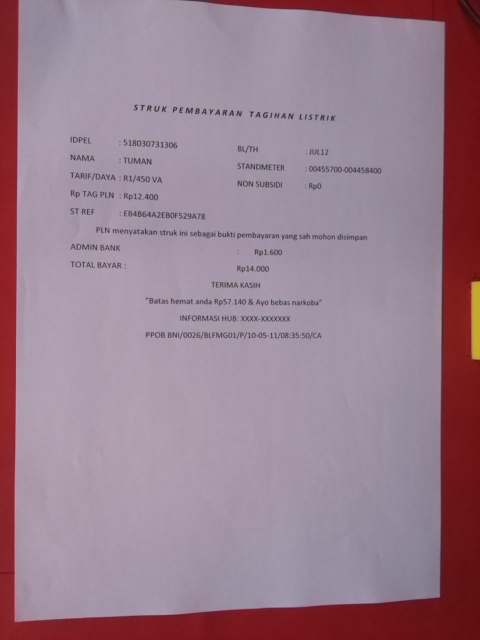 STRUK PEMBAYARAN TAGIHAN LISTRIK
IDPEL : 518030731306 BL/TH : JUL12
NAMA : TUMAN STANDMETER : 00455700-004458400
TARIF/DAYA : R1/450 VA NON SUBSIDI : Rp0
Rp TAG PLN : Rp12.400
ST REF : EB4B64A2EB0F529A78
PLN menyatakan struk ini sebagai bukti pembayaran yang sah mohon disimpan
ADMIN BANK : Rp1.600
TOTAL BAYAR : Rp14.000
TERIMA KASIH
"Batas hemat anda Rp57.140 & Ayo bebas narkoba"
INFORMASI HUB: XXXX-XXXXXXX
PPOB BNI/0026/BLFMG01/P/10-05-11/08:35:50/CA